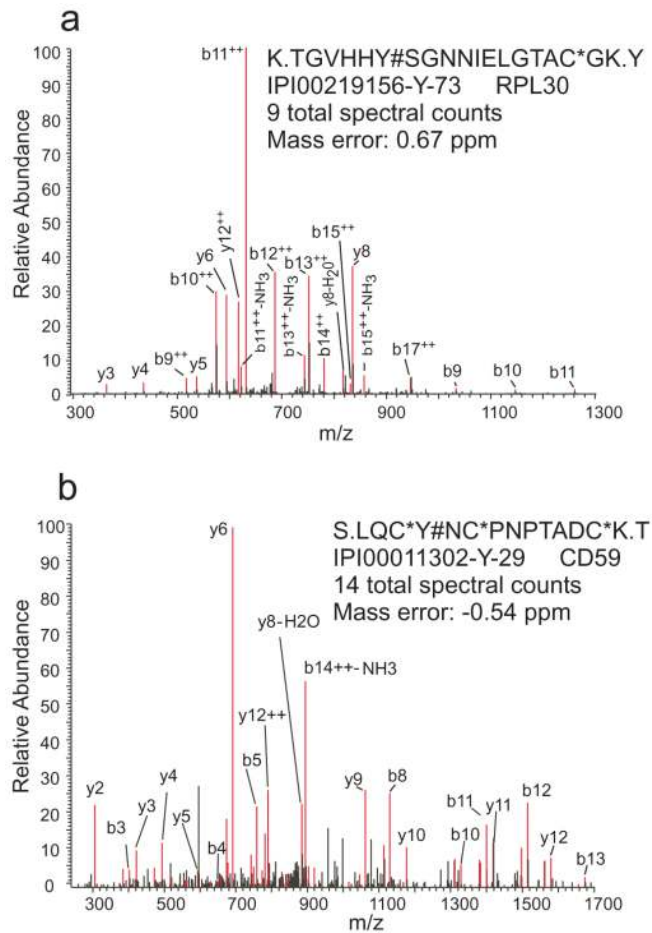 a
K.TGVHHY#SGNNIELGTAC*GK.Y
IPI00219156-Y-73 RPL30
9 total spectral counts
Mass error: 0.67 ppm
Relative Abundance
100
90
80
70
60
50
40
30
20
10
0
y3
y4
b9++
y5
b10++
y6
y12++
b11++
b11++-NH3
b12++
b13++-NH3
b13++
b14++
y8-H20
b15++
y8
b15++-NH3
b17++
b9
b10
b11
300 500 700 900 1100 1300
m/z
b
S.LQC*Y#NC*PNPTADC*K.T
IPI00011302-Y-29 CD59
14 total spectral counts
Mass error: -0.54 ppm
Relative Abundance
100
90
80
70
60
50
40
30
20
10
0
y2
b3
y3
y4
y5
b4
y6
b5
y12++
y8-H2O
b14++-NH3
y9
b8
y10
b11
b10
y11
b12
y12
b13
300 500 700 900 1100 1300 1500 1700
m/z